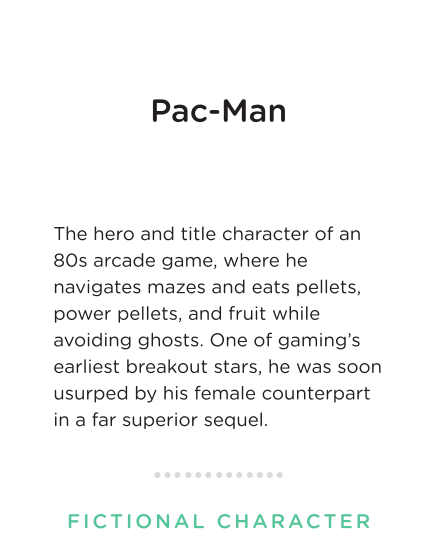 Pac-Man
The hero and title character of an
80s arcade game, where he
navigates mazes and eats pellets,
power pellets, and fruit while
avoiding ghosts. One of gaming’s
earliest breakout stars, he was soon
usurped by his female counterpart
in a far superior sequel.
FICTIONAL CHARACTER